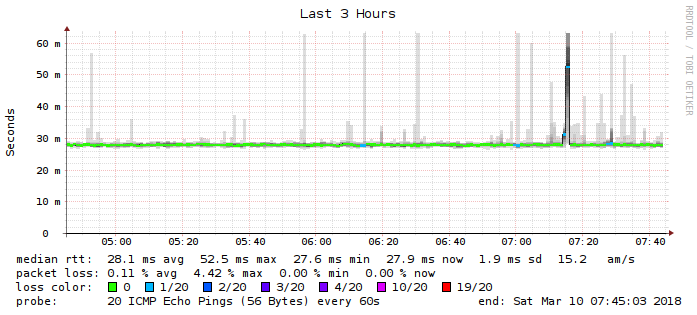 Last 3 Hours
RRDTOOL / TOBI OETIKER
Seconds
60 m
50 m
40 m
30 m
20 m
10 m
0
05:00 05:20 05:40 06:00 06:20 06:40 07:00 07:20 07:40
median rtt: 28.1 ms avg 52.5 ms max 27.6 ms min 27.9 ms now 1.9 ms sd 15.2 am/s
packet loss: 0.11 % avg 4.42 % max 0.00 % min 0.00 % now
loss color: 0 1/20 2/20 3/20 4/20 10/20 19/20
probe: 20 ICMP Echo Pings (56 Bytes) every 60s end: Sat Mar 10 07:45:03 2018